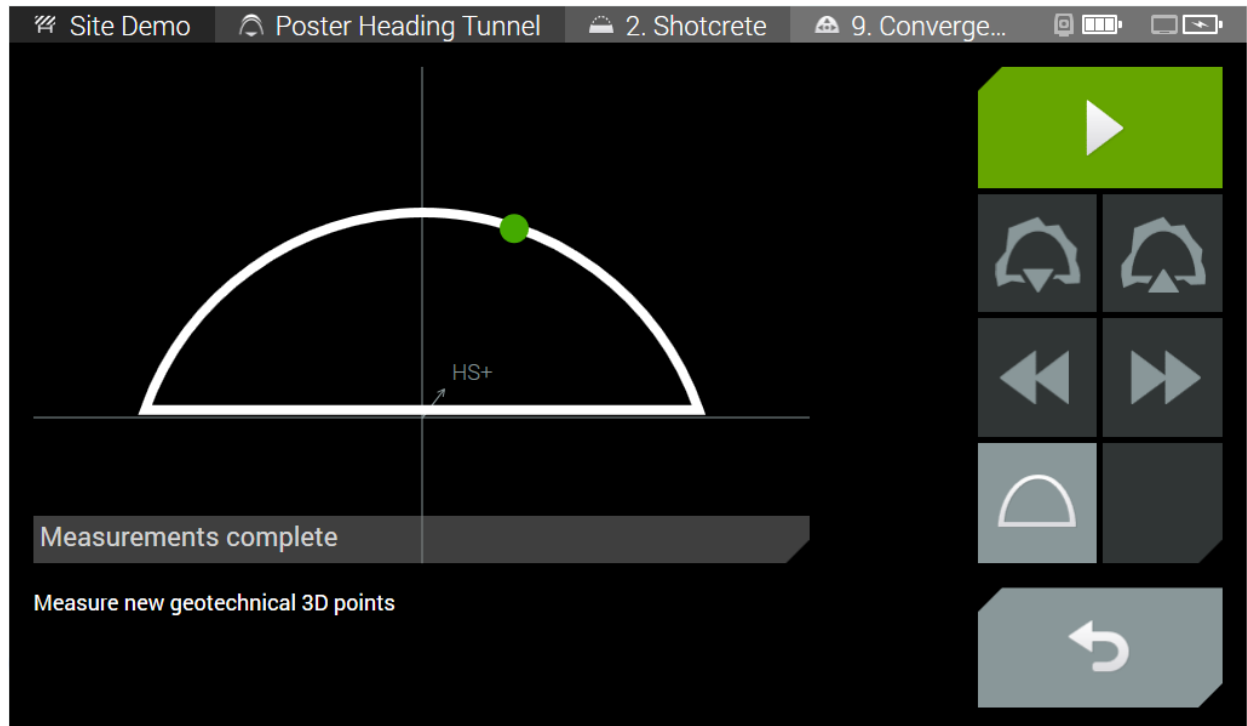 Site Demo
Poster Heading Tunnel
2. Shotcrete
9. Converge...
HS+
Measurements complete
Measure new geotechnical 3D points